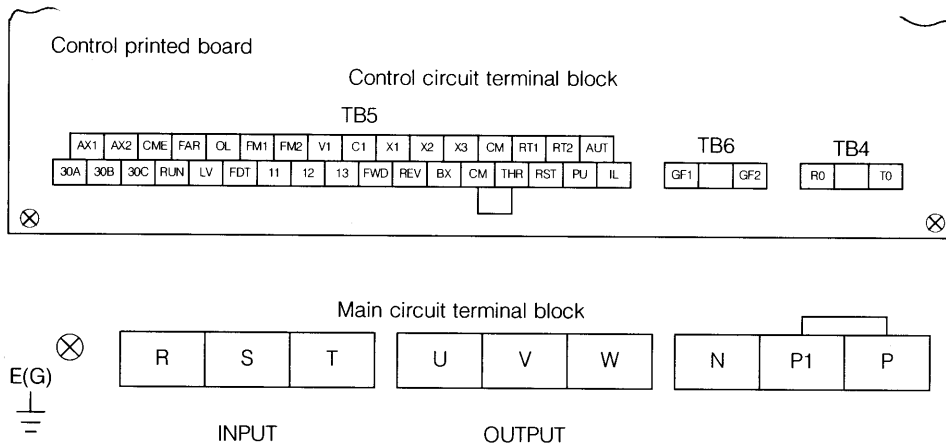 Control printed board
Control circuit terminal block
TB5
AX1 AX2 CME FAR OL FM1 FM2 V1 C1 X1 X2 X3 CM RT1 RT2 AUT
30A 30B 30C RUN LV FDT 11 12 13 FWD REV BX CM THR RST PU IL
TB6
GF1 GF2
TB4
R0 T0
Main circuit terminal block
E(G)
R S T
U V W
N P1 P
INPUT
OUTPUT